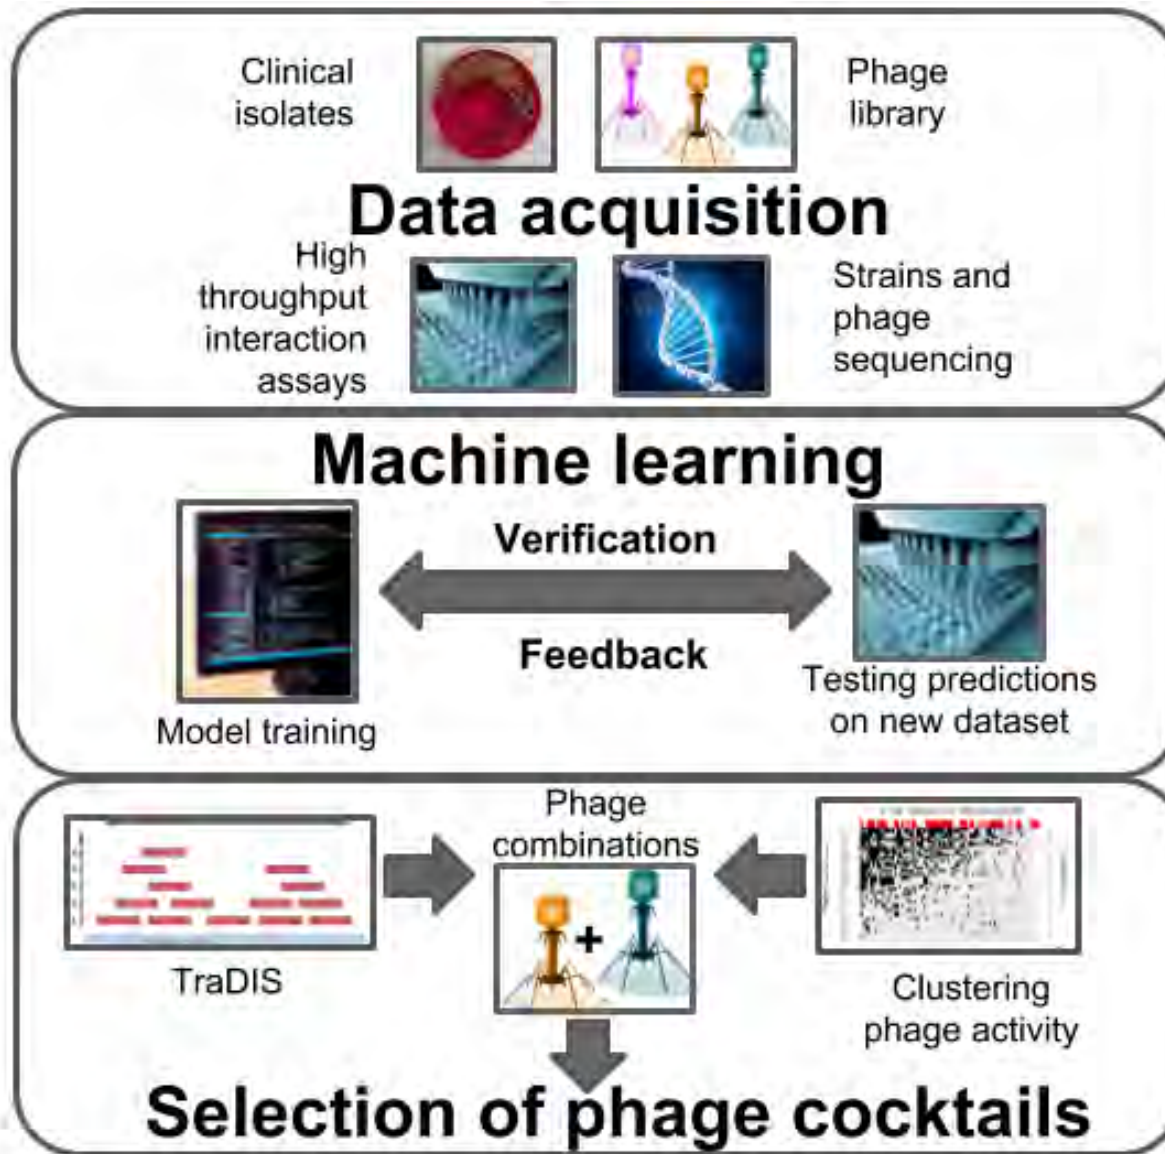 Clinical
isolates
Phage
library
Data acquisition
High
throughput
interaction
assays
Strains and
phage
sequencing
Machine learning
Verification
Feedback
Model training
Testing predictions
on new dataset
Phage
combinations
+
TraDIS
Clustering
phage activity
Selection of phage cocktails